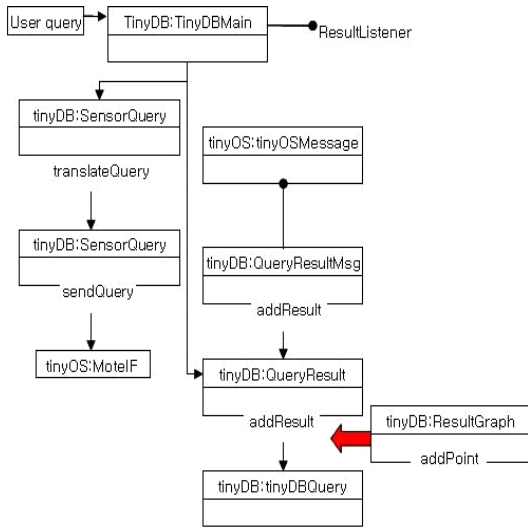 User query
TinyDB:TinyDBMain
ResultListener
tinyDB:SensorQuery
translateQuery
tinyDB:SensorQuery
sendQuery
tinyOS:MoteIF
tinyOS:tinyOSMessage
tinyDB:QueryResultMsg
addResult
tinyDB:QueryResult
addResult
tinyDB:ResultGraph
addPoint
tinyDB:tinyDBQuery